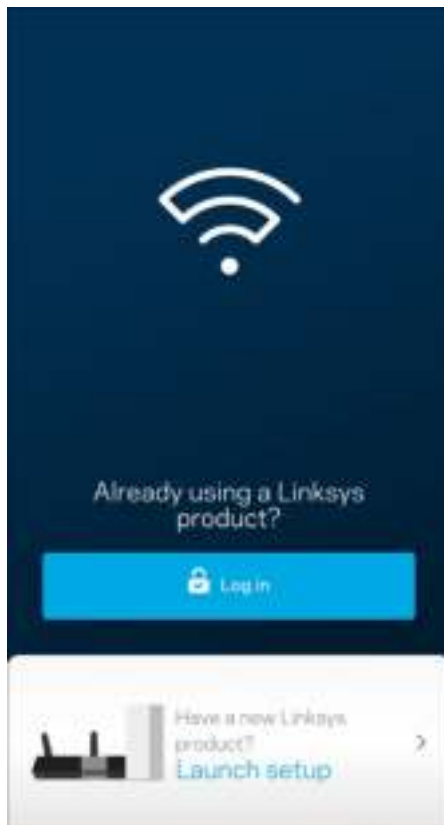 Already using a Linksys
product?
Log in
Have a new Linksys
product?
Launch setup